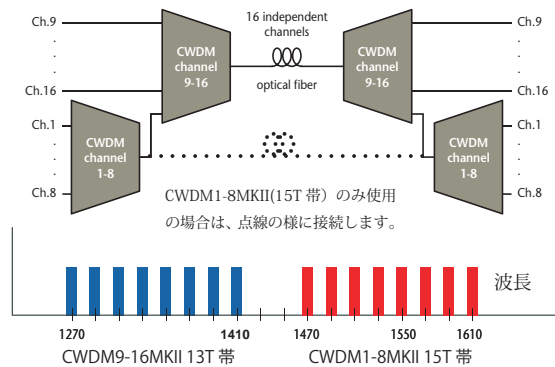 16 independent
channels
Ch.9
CWDM
channel
9-16
optical fiber
CWDM
channel
9-16
Ch.9
Ch.16
Ch.16
Ch.1
CWDM
channel
1-8
CWDM
channel
1-8
Ch.1
Ch.8
Ch.8
CWDM1-8MKII(15T 帯）のみ使用
の場合は、点線の様に接続します。
波長
1270
1410
1470
1550
1610
CWDM9-16MKII 13T 帯
CWDM1-8MKII 15T 帯